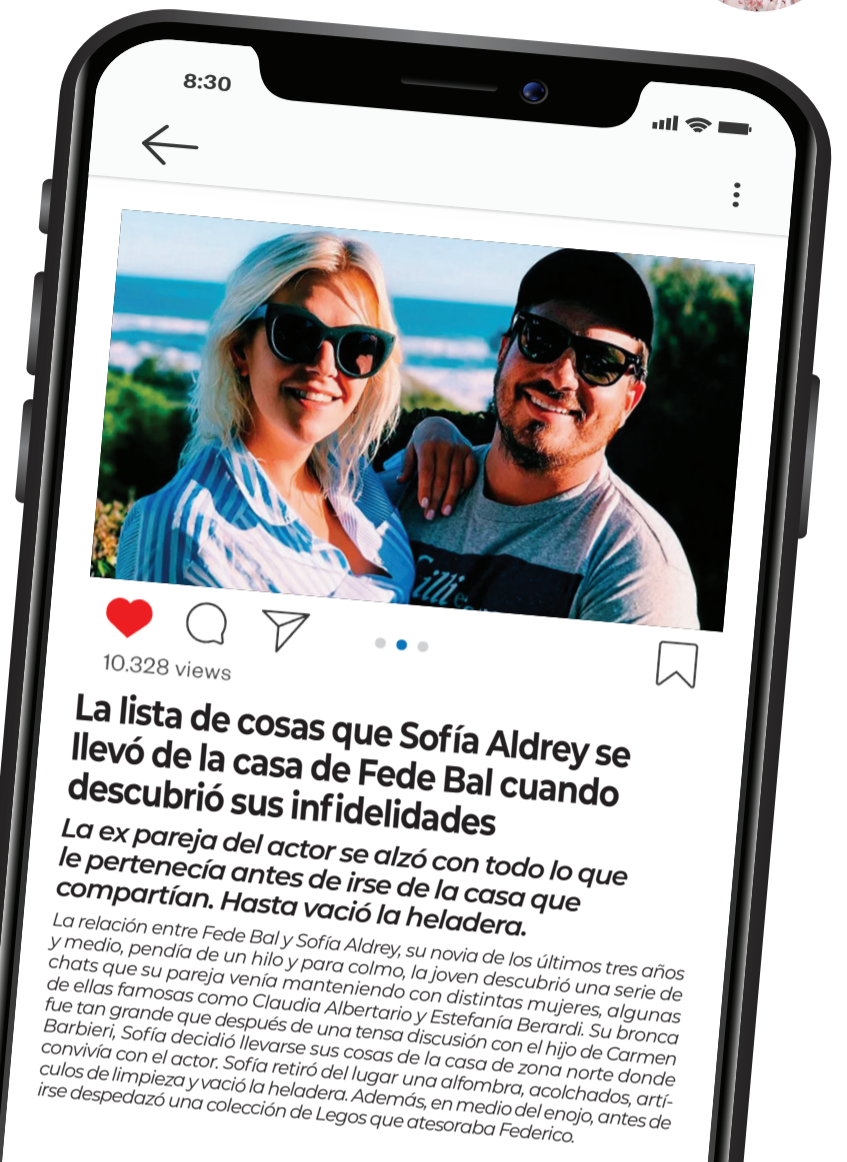 8:30
10.328 views
La lista de cosas que Sofía Aldrey se
llevó de la casa de Fede Bal cuando
descubrió sus infidelidades
La ex pareja del actor se alzó con todo lo que
le pertenecía antes de irse de la casa que
compartían. Hasta vació la heladera.
La relación entre Fede Bal y Sofía Aldrey, su novia de los últimos tres años
y medio, pendía de un hilo y para colmo, la joven descubrió una serie de
chats que su pareja venía manteniendo con distintas mujeres, algunas
de ellas famosas como Claudia Albertario y Estefanía Berardi. Su bronca
fue tan grande que después de una tensa discusión con el hijo de Carmen
Barbieri, Sofía decidió llevarse sus cosas de la casa de zona norte donde
convivía con el actor. Sofía retiró del lugar una alfombra, acolchados, artí-
culos de limpieza y vació la heladera. Además, en medio del enojo, antes de
irse despedazó una colección de Legos que atesoraba Federico.